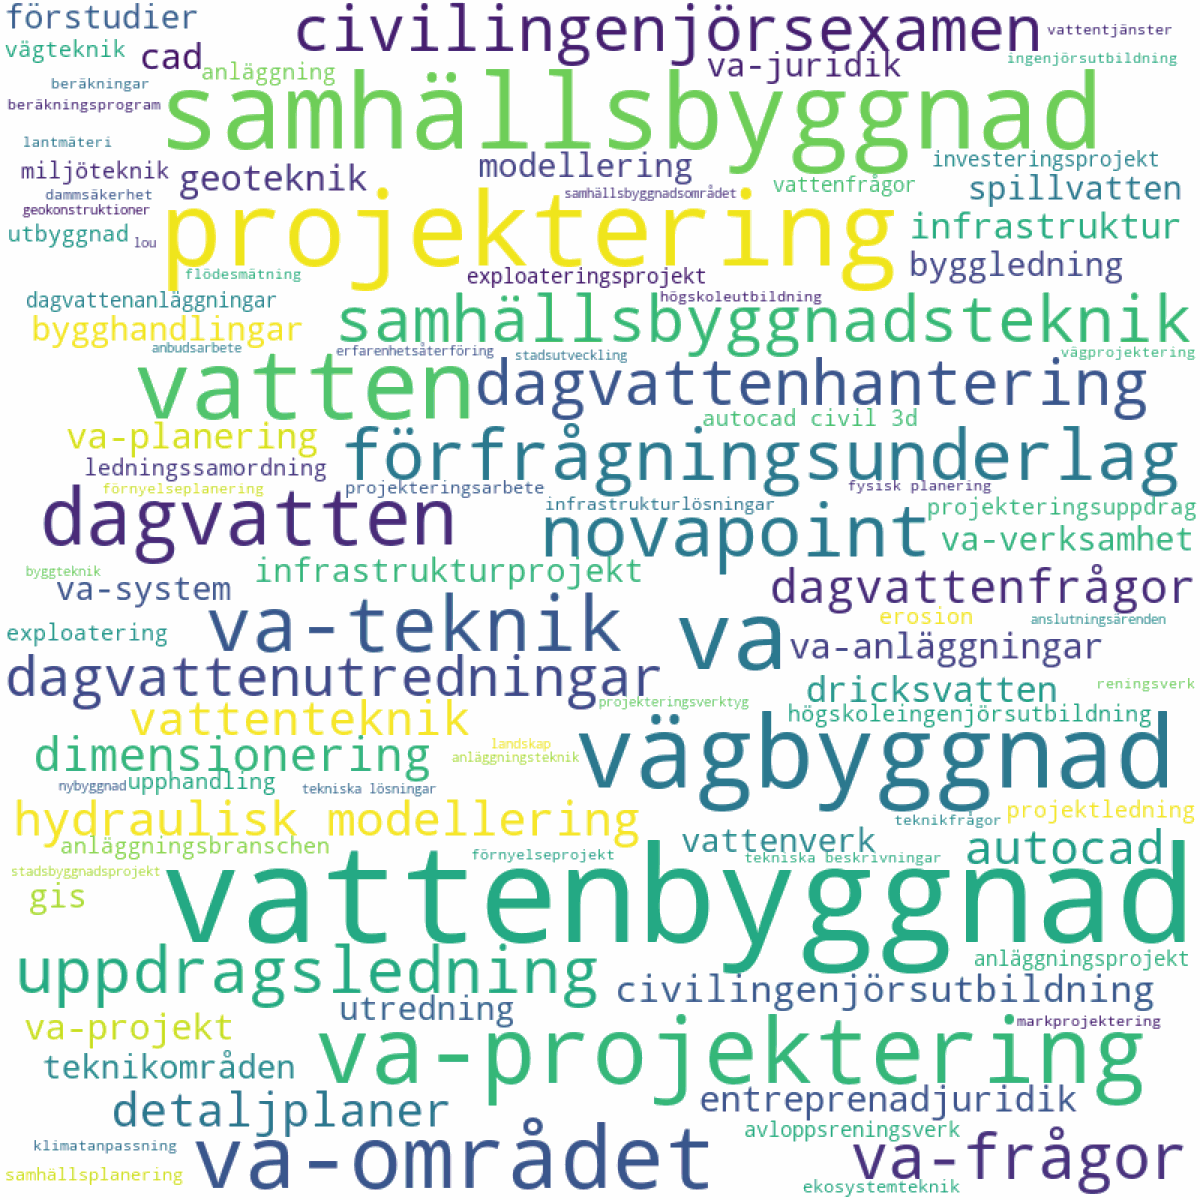 förstudier
civilingenjörsexamen
vattentjänster
vägteknik
cad
anläggning
va-juridik
ingenjörsutbildning
beräkningar
samhällsbyggnad
beräkningsprogram
lantmäteri
miljöteknik
geoteknik
modellering
investeringsprojekt
dammsäkerhet
samhällsbyggnadsområdet
vattenfrågor
spillvatten
geokonstruktioner
projektering
infrastruktur
utbyggnad
lou
byggledning
flödesmätning
exploateringsprojekt
dagvattenanläggningar
högskoleutbildning
bygghandlingar
samhällsbyggnadsteknik
anbudsarbete
erfarenhetsåterföring
stadsutveckling
vägprojektering
vatten
dagvattenhantering
autocad civil 3d
va-planering
förfrågningsunderlag
ledningssamordning
förnyelseplanering
projekteringsarbete
fysisk planering
dagvatten
infrastrukturlösningar
projekteringsuppdrag
novapoint
va-verksamhet
byggteknik
infrastrukturprojekt
va-system
dagvattenfrågor
va-teknik
va
erosion
anslutningsärenden
exploatering
va-anläggningar
dagvattenutredningar
dricksvatten
reningsverk
projekteringsverktyg
vattenteknik
högskoleingenjörsutbildning
dimensionering
landskap
anläggningsteknik
vägbyggnad
nybyggnad
upphandling
tekniska lösningar
hydraulisk modellering
projektledning
teknikfrågor
anläggningsbranschen
vattenverk
autocad
förnyelseprojekt
tekniska beskrivningar
stadsbyggnadsprojekt
gis
vattenbyggnad
uppdragsledning
anläggningsprojekt
civilingenjörsutbildning
utredning
va-projekt
va-projektering
markprojektering
teknikområden
detaljplaner
entreprenadjuridik
avloppsreningsverk
klimatanpassning
va-området
va-frågor
samhällsplanering
ekosystemteknik